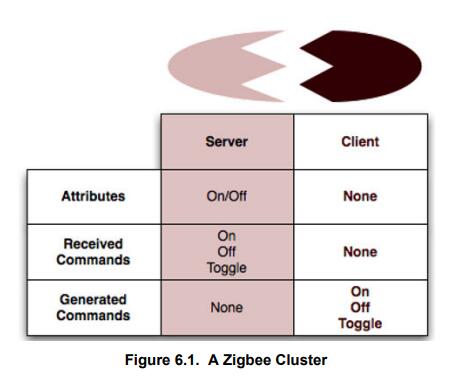 Server Client
Attributes On/Off None
Received
Commands
On
Off
Toggle
None
Generated
Commands
None
On
Off
Toggle
Figure 6.1. A Zigbee Cluster